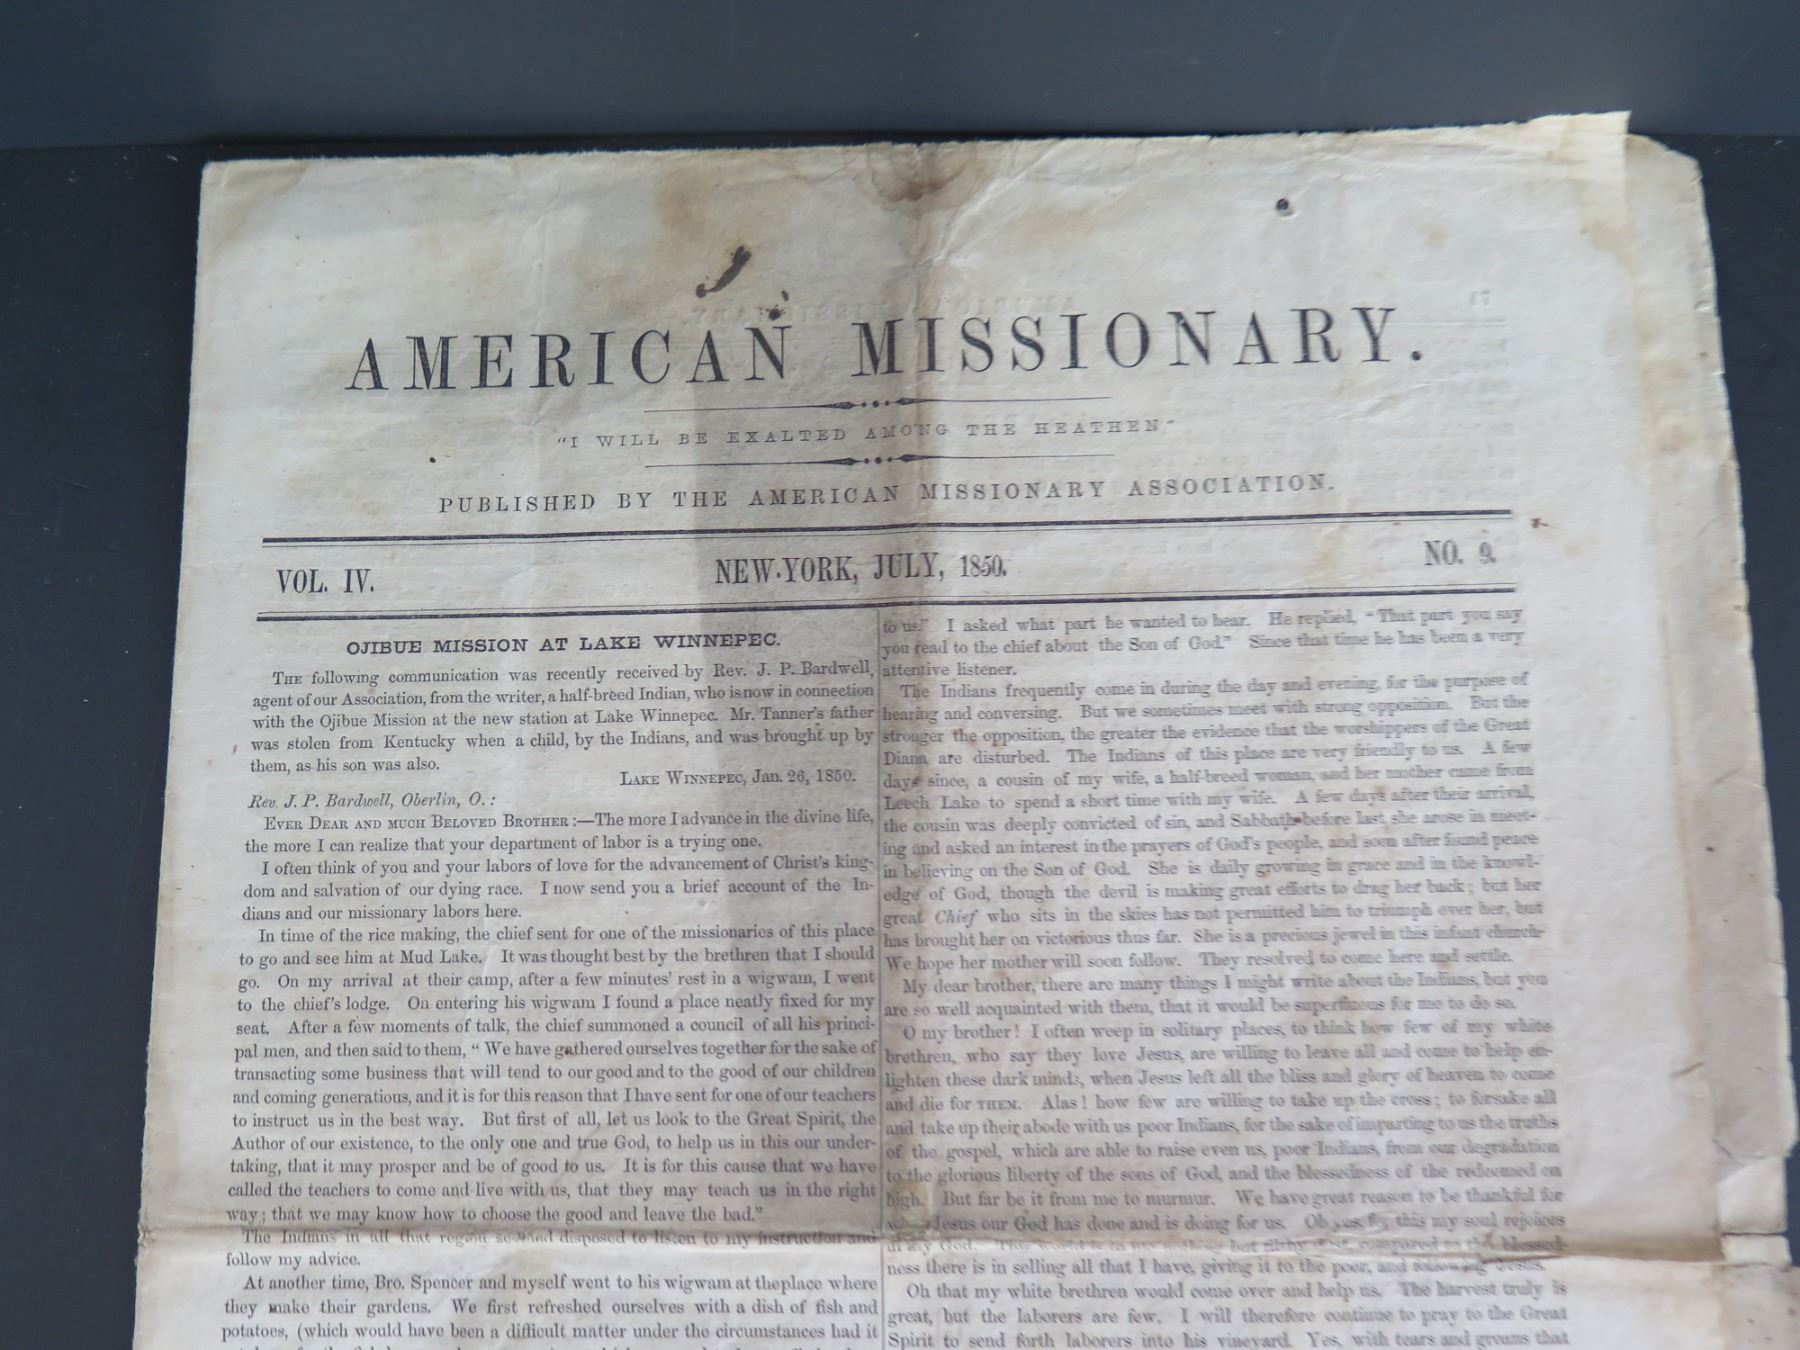 AMERICAN MISSIONARY.
"I WILL BE EXALTED AMONG THE HEATHEN"
PUBLISHED BY THE AMERICAN MISSIONARY ASSOCIATION.
VOL. IV.
NEW-YORK, JULY, 1850.
NO. 9.
OJIBUE MISSION AT LAKE WINNEPEC.
THE following communication was recently received by Rev. J. P. Bardwell,
agent of our Association, from the writer, a half-breed Indian, who is now in connection
with the Ojibue Mission at the new station at Lake Winnepec. Mr. Tanner's father
was stolen from Kentucky when a child, by the Indians, and was brought up by
them, as his son was also.
LAKE WINNEPEC, Jan. 26, 1850.
Rev. J. P. Bardwell, Oberlin, O.:
EVER DEAR AND MUCH BELOVED BROTHER:—The more I advance in the divine life,
the more I can realize that your department of labor is a trying one.
I often think of you and your labors of love for the advancement of Christ's king-
dom and salvation of our dying race. I now send you a brief account of the In-
dians and our missionary labors here.
In time of the rice making, the chief sent for one of the missionaries of this place
to go and see him at Mud Lake. It was thought best by the brethren that I should
go. On my arrival at their camp, after a few minutes' rest in a wigwam, I went
to the chief's lodge. On entering his wigwam I found a place neatly fixed for my
seat. After a few moments of talk, the chief summoned a council of all his princi-
pal men, and then said to them, "We have gathered ourselves together for the sake of
transacting some business that will tend to our good and to the good of our children
and coming generations, and it is for this reason that I have sent for one of our teachers
to instruct us in the best way. But first of all, let us look to the Great Spirit, the
Author of our existence, to the only one and true God, to help us in this our under-
taking, that it may prosper and be of good to us. It is for this cause that we have
called the teachers to come and live with us, that they may teach us in the right
way; that we may know how to choose the good and leave the bad."
The Indians in all that region seemed disposed to listen to my instruction and
follow my advice.
At another time, Bro. Spencer and myself went to his wigwam at the place where
they make their gardens. We first refreshed ourselves with a dish of fish and
potatoes, (which would have been a difficult matter under the circumstances had it
to us." I asked what part he wanted to hear. He replied, "That part you say
you read to the chief about the Son of God." Since that time he has been a very
attentive listener.
The Indians frequently come in during the day and evening, for the purpose of
hearing and conversing. But we sometimes meet with strong opposition. But the
stronger the opposition, the greater the evidence that the worshippers of the Great
Diana are disturbed. The Indians of this place are very friendly to us. A few
days since, a cousin of my wife, a half-breed woman, and her mother came from
Leech Lake to spend a short time with my wife. A few days after their arrival,
the cousin was deeply convicted of sin, and Sabbath before last she arose in meet-
ing and asked an interest in the prayers of God's people, and soon after found peace
in believing on the Son of God. She is daily growing in grace and in the knowl-
edge of God, though the devil is making great efforts to drag her back; but her
great Chief who sits in the skies has not permitted him to triumph over her, but
has brought her on victorious thus far. She is a precious jewel in this infant church.
We hope her mother will soon follow. They resolved to come here and settle.
My dear brother, there are many things I might write about the Indians, but you
are so well acquainted with them, that it would be superfluous for me to do so.
O my brother! I often weep in solitary places, to think how few of my white
brethren, who say they love Jesus, are willing to leave all and come to help en-
lighten these dark minds, when Jesus left all the bliss and glory of heaven to come
and die for THEM. Alas! how few are willing to take up the cross; to forsake all
and take up their abode with us poor Indians, for the sake of imparting to us the truths
of the gospel, which are able to raise even us, poor Indians, from our degradation
to the glorious liberty of the sons of God, and the blessedness of the redeemed on
high. But far be it from me to murmur. We have great reason to be thankful for
Jesus our God has done and is doing for us. Oh yes, for this my soul rejoices
in my God. This world is to me nothing but filthy dust, compared to the blessed-
ness there is in selling all that I have, giving it to the poor, and following Jesus.
Oh that my white brethren would come over and help us. The harvest truly is
great, but the laborers are few. I will therefore continue to pray to the Great
Spirit to send forth laborers into his vineyard. Yes, with tears and groans that